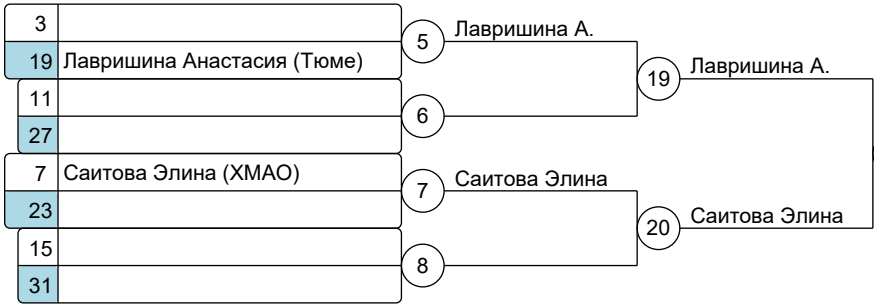 3
5 Лавришина А.
19 Лавришина Анастасия (Тюме)
19 Лавришина А.
11
6
27
7 Саитова Элина (ХМАО)
7 Саитова Элина
23
20 Саитова Элина
15
8
31